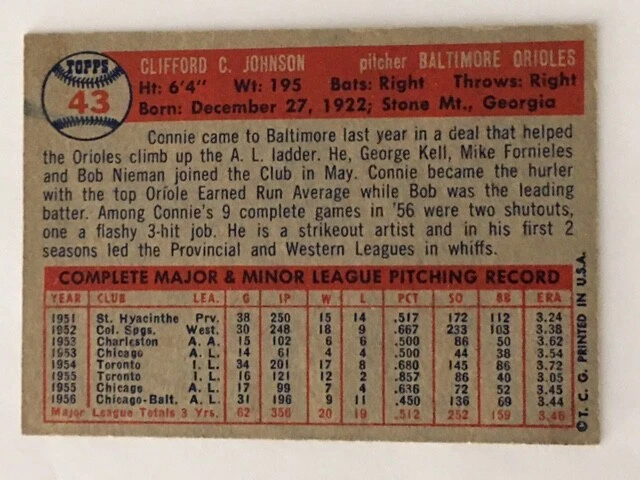 TOPPS
43
CLIFFORD C. JOHNSON pitcher BALTIMORE ORIOLES
Ht: 6'4" Wt: 195 Bats: Right Throws: Right
Born: December 27, 1922; Stone Mt., Georgia
Connie came to Baltimore last year in a deal that helped
the Orioles climb up the A. L. ladder. He, George Kell, Mike Fornieles
and Bob Nieman joined the Club in May. Connie became the hurler
with the top Oriole Earned Run Average while Bob was the leading
batter. Among Connie's 9 complete games in '56 were two shutouts,
one a flashy 3-hit job. He is a strikeout artist and in his first 2
seasons led the Provincial and Western Leagues in whiffs.
COMPLETE MAJOR & MINOR LEAGUE PITCHING RECORD
YEAR CLUB LEA. G IP W L PCT SO BB ERA
1951 St. Hyacinthe Prv. 38 250 15 14 .517 172 112 3.24
1952 Col. Spgs. West. 30 248 18 9 .667 233 103 3.38
1953 Charleston A. A. 15 102 6 6 .500 86 50 3.62
1953 Chicago A. L. 14 61 4 4 .500 44 38 3.54
1954 Toronto I. L. 34 201 17 8 .680 145 86 3.72
1955 Toronto I. L. 16 121 12 2 .857 86 40 3.05
1955 Chicago A. L. 17 99 7 4 .636 72 52 3.45
1956 Chicago-Balt. A. L. 31 196 9 11 .450 136 69 3.44
Major League Totals 3 Yrs. 62 356 20 19 .512 252 159 3.46
© T. C. G. PRINTED IN U.S.A.